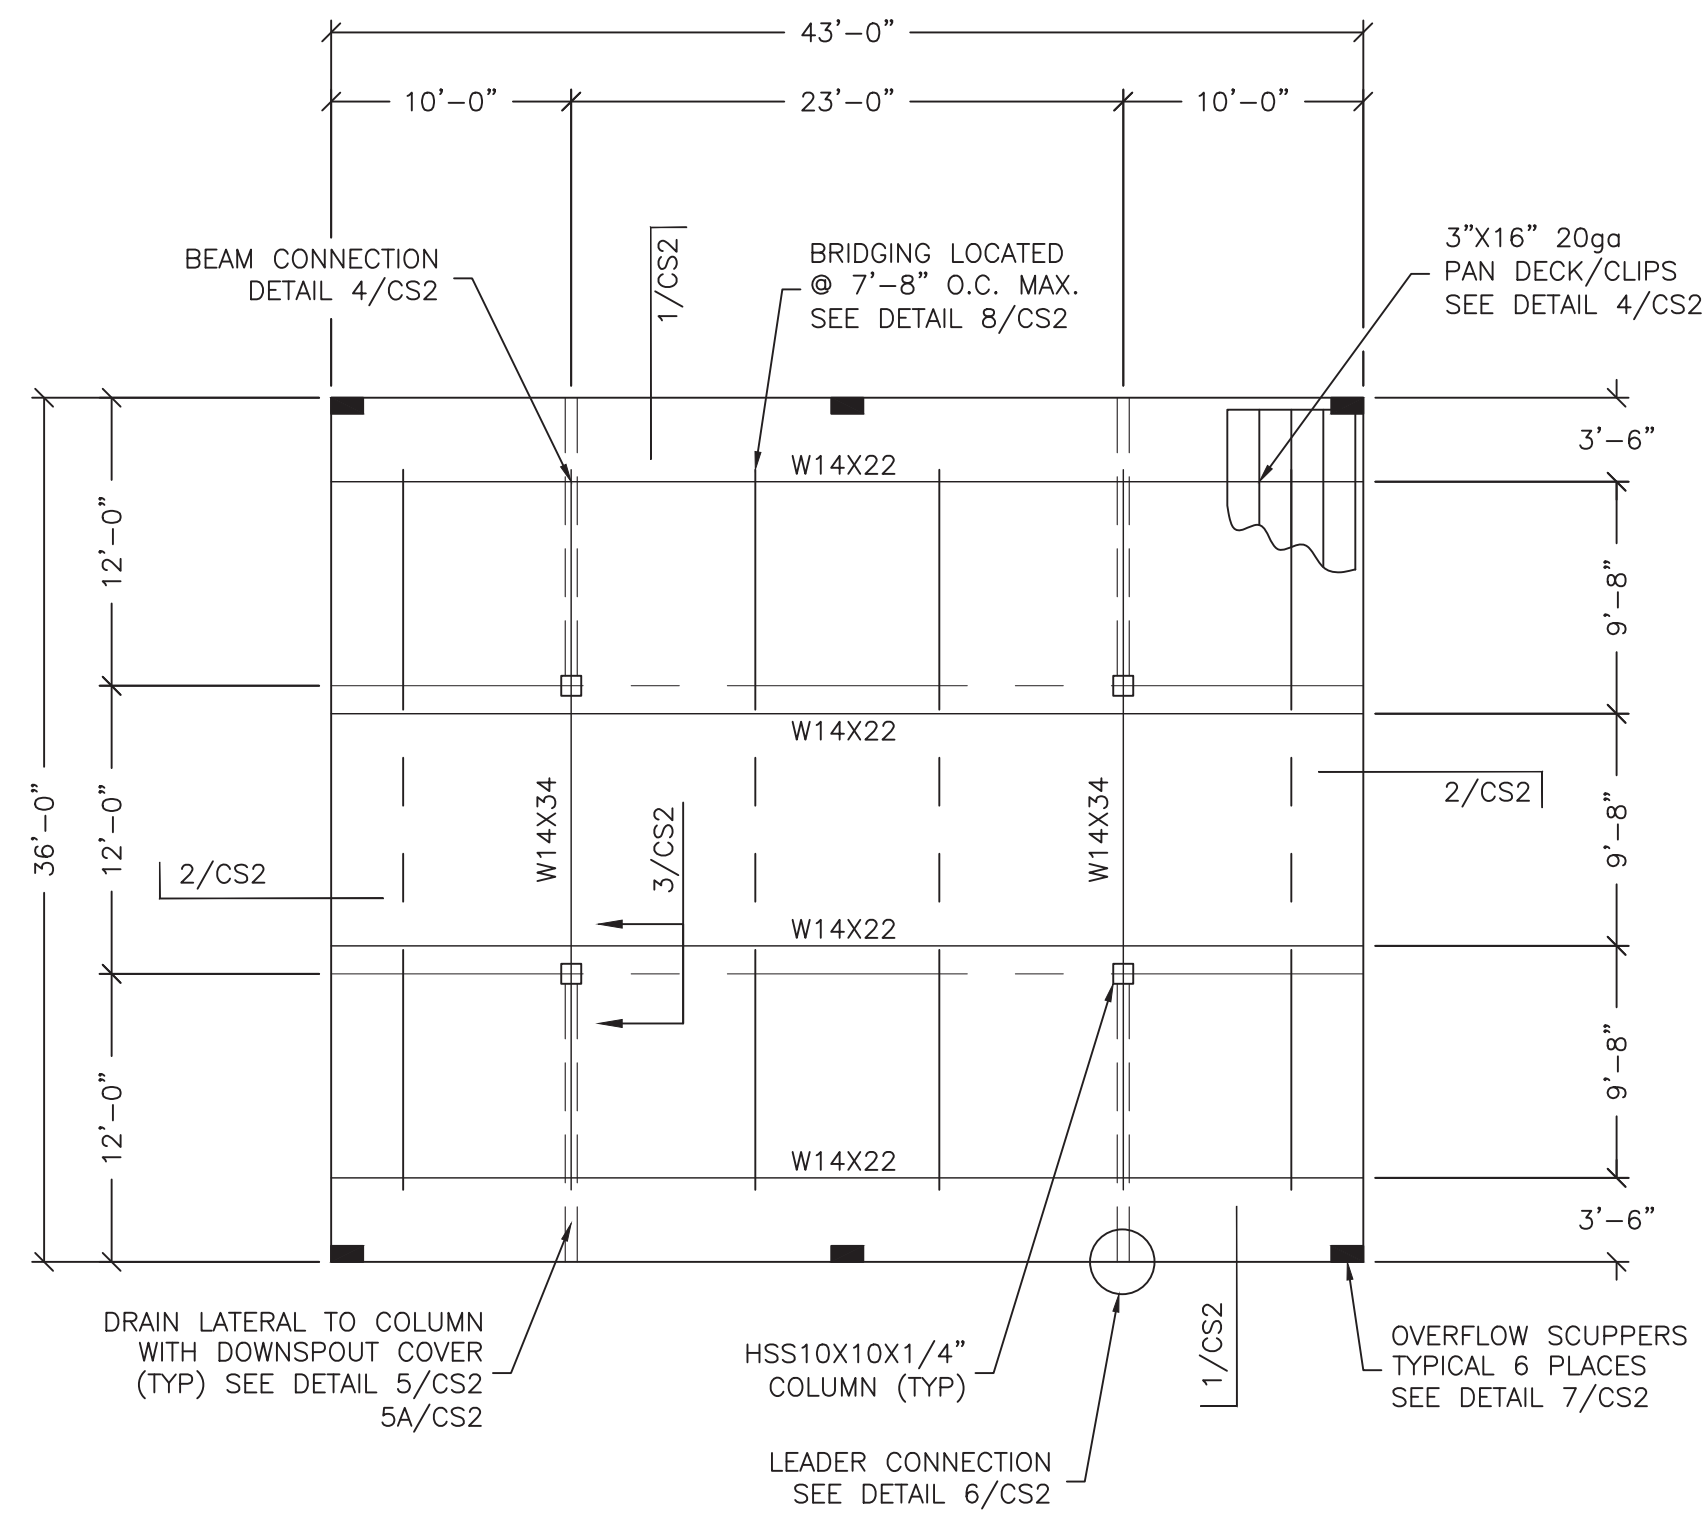 43'-0"
10'-0"
23'-0"
10'-0"
BEAM CONNECTION
DETAIL 4/CS2
1/CS2
BRIDGING LOCATED
@ 7'-8" O.C. MAX.
SEE DETAIL 8/CS2
3"X16" 20ga
PAN DECK/CLIPS
SEE DETAIL 4/CS2
3'-6"
W14X22
12'-0"
9'-8"
W14X22
36'-0"
12'-0"
W14X34
W14X34
2/CS2
9'-8"
2/CS2
3/CS2
W14X22
12'-0"
9'-8"
W14X22
3'-6"
DRAIN LATERAL TO COLUMN
WITH DOWNSPOUT COVER
(TYP) SEE DETAIL 5/CS2
5A/CS2
HSS10X10X1/4"
COLUMN (TYP)
1/CS2
OVERFLOW SCUPPERS
TYPICAL 6 PLACES
SEE DETAIL 7/CS2
LEADER CONNECTION
SEE DETAIL 6/CS2